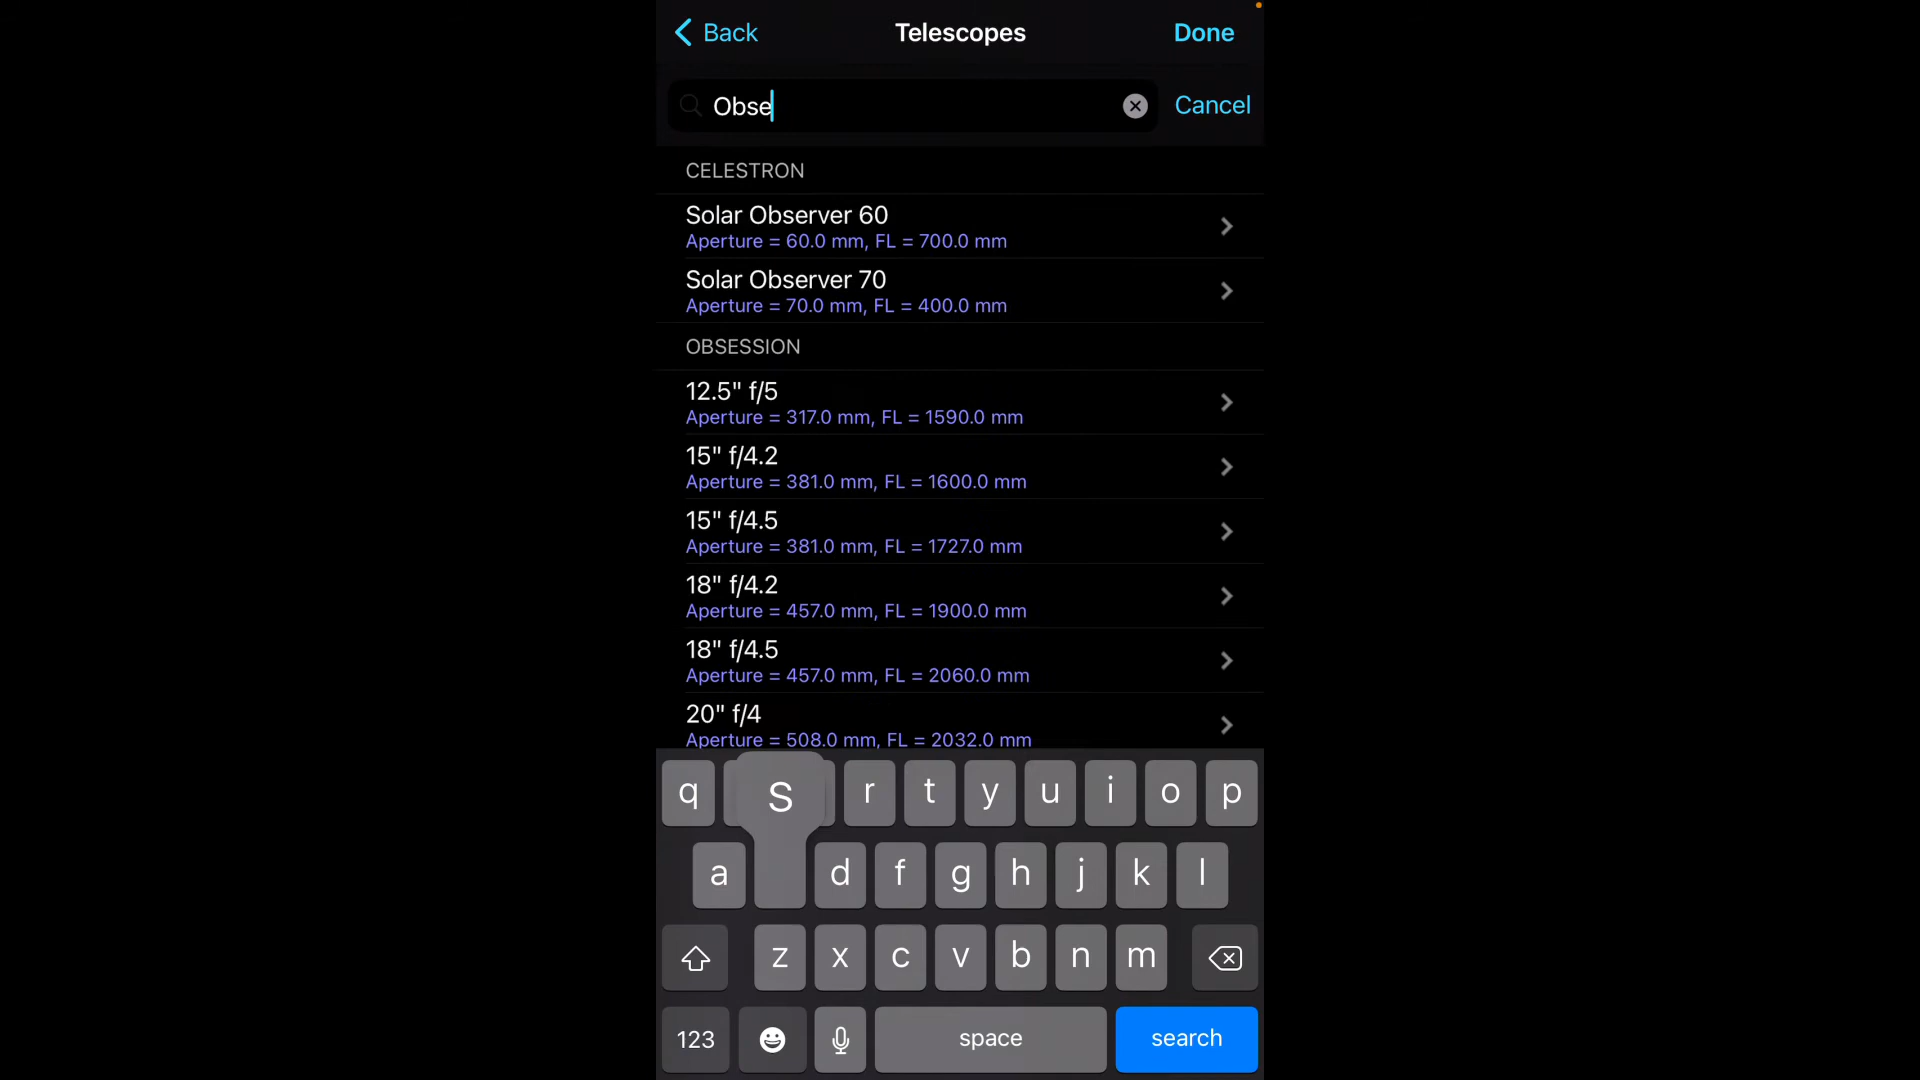 Back Telescopes Done
Obse Cancel
CELESTRON
Solar Observer 60
Aperture = 60.0 mm, FL = 700.0 mm
Solar Observer 70
Aperture = 70.0 mm, FL = 400.0 mm
OBSESSION
12.5" f/5
Aperture = 317.0 mm, FL = 1590.0 mm
15" f/4.2
Aperture = 381.0 mm, FL = 1600.0 mm
15" f/4.5
Aperture = 381.0 mm, FL = 1727.0 mm
18" f/4.2
Aperture = 457.0 mm, FL = 1900.0 mm
18" f/4.5
Aperture = 457.0 mm, FL = 2060.0 mm
20" f/4
Aperture = 508.0 mm, FL = 2032.0 mm
q s r t y u i o p
a d f g h j k l
z x c v b n m
123 space search